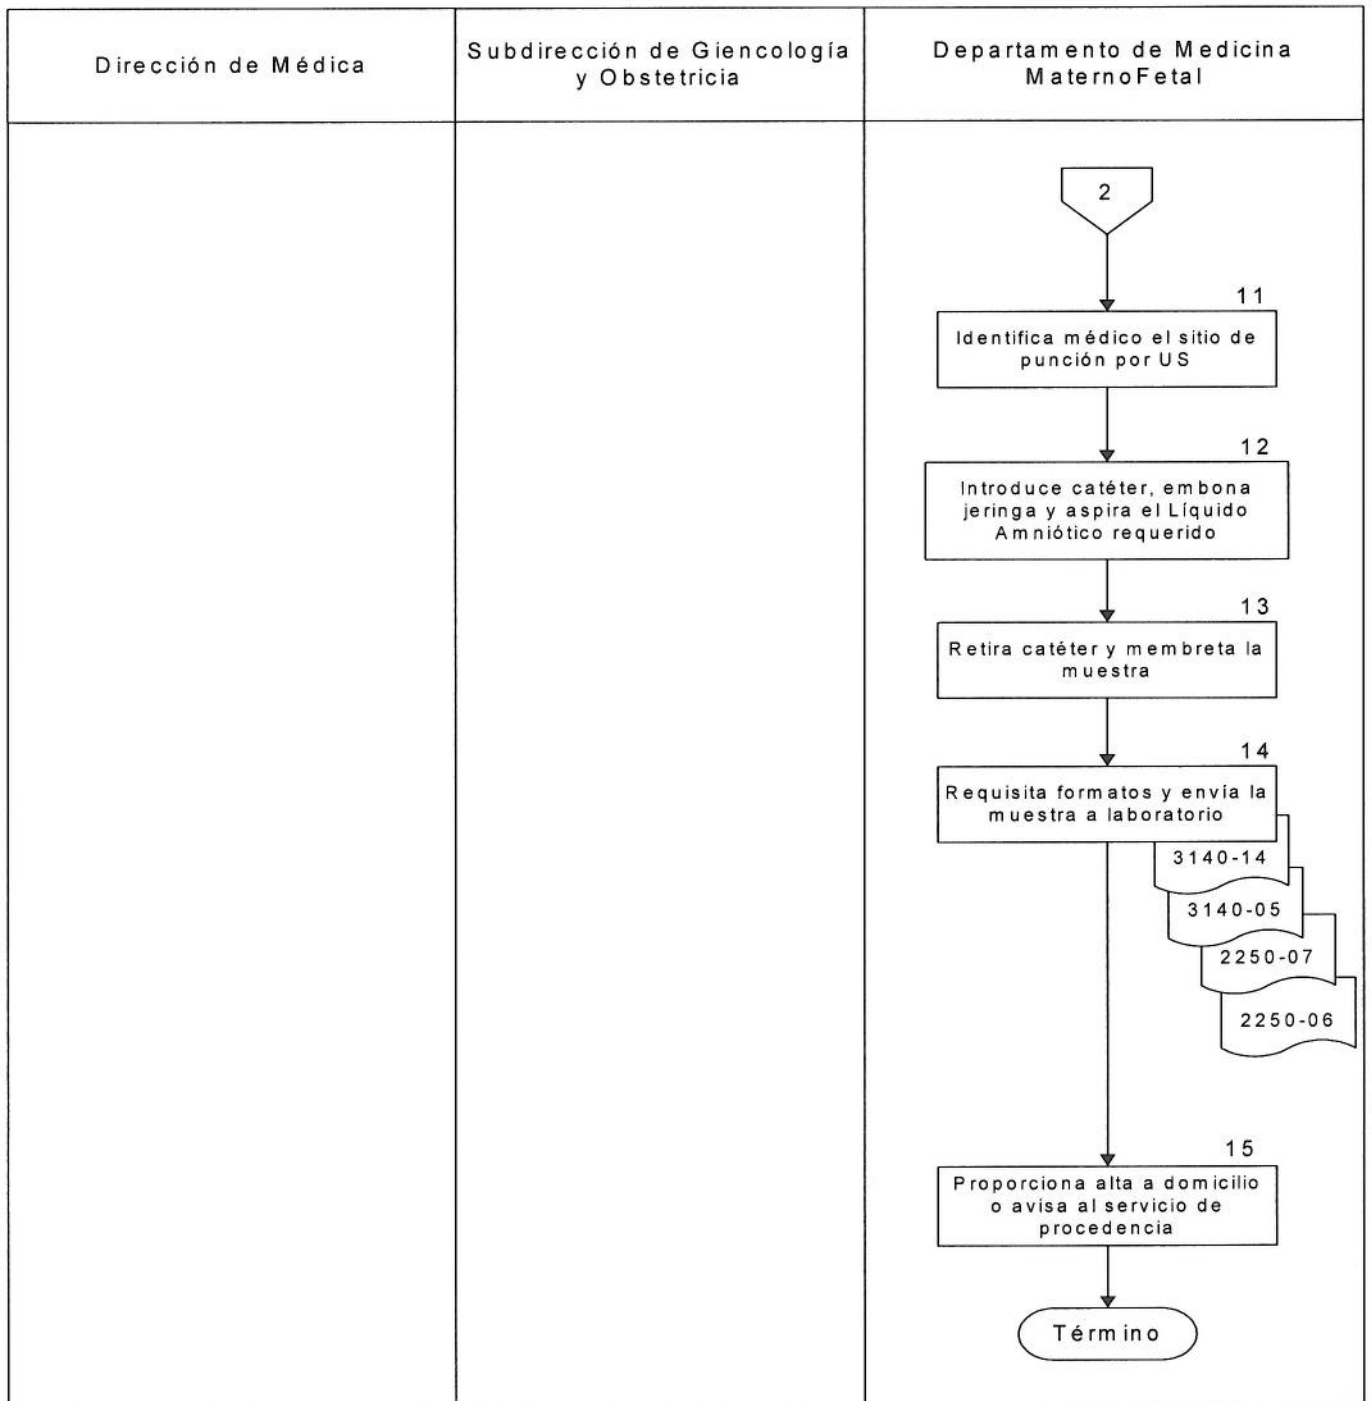 Dirección de Médica
Subdirección de Giencología
y Obstetricia
Departamento de Medicina
MaternoFetal
2
11
Identifica médico el sitio de
punción por US
12
Introduce catéter, embona
jeringa y aspira el Líquido
Amniótico requerido
13
Retira catéter y membreta la
muestra
14
Requisita formatos y envía la
muestra a laboratorio
3140-14
3140-05
2250-07
2250-06
15
Proporciona alta a domicilio
o avisa al servicio de
procedencia
Término